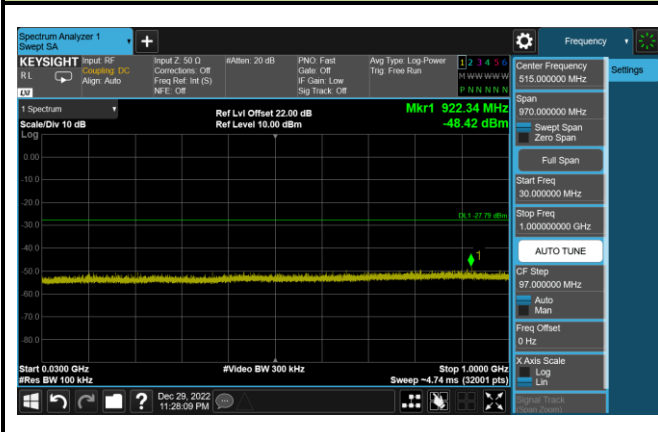 Spectrum Analyzer 1
Swept SA
+
Frequency
KEYSIGHT
RL
LXI
Input: RF
Coupling: DC
Align: Auto
Input Z: 50 Ω
Corrections: Off
Freq Ref: Int (S)
NFE: Off
#Atten: 20 dB
PNO: Fast
Gate: Off
IF Gain: Low
Sig Track: Off
Avg Type: Log-Power
Trig: Free Run
1 2 3 4 5 6
M W W W W W
P N N N N N
1 Spectrum
Scale/Div 10 dB
Log
Ref Lvl Offset 22.00 dB
Ref Level 10.00 dBm
Mkr1 922.34 MHz
-48.42 dBm
0.00
-10.0
-20.0
-30.0
-40.0
-50.0
-60.0
-70.0
-80.0
DL1 -27.79 dBm
1
Start 0.0300 GHz
#Res BW 100 kHz
#Video BW 300 kHz
Stop 1.0000 GHz
Sweep ~4.74 ms (32001 pts)
?
Dec 29, 2022
11:28:09 PM
Center Frequency
515.000000 MHz
Settings
Span
970.000000 MHz
Swept Span
Zero Span
Full Span
Start Freq
30.000000 MHz
Stop Freq
1.000000000 GHz
AUTO TUNE
CF Step
97.000000 MHz
Auto
Man
Freq Offset
0 Hz
X Axis Scale
Log
Lin
Signal Track
(Span Zoom)